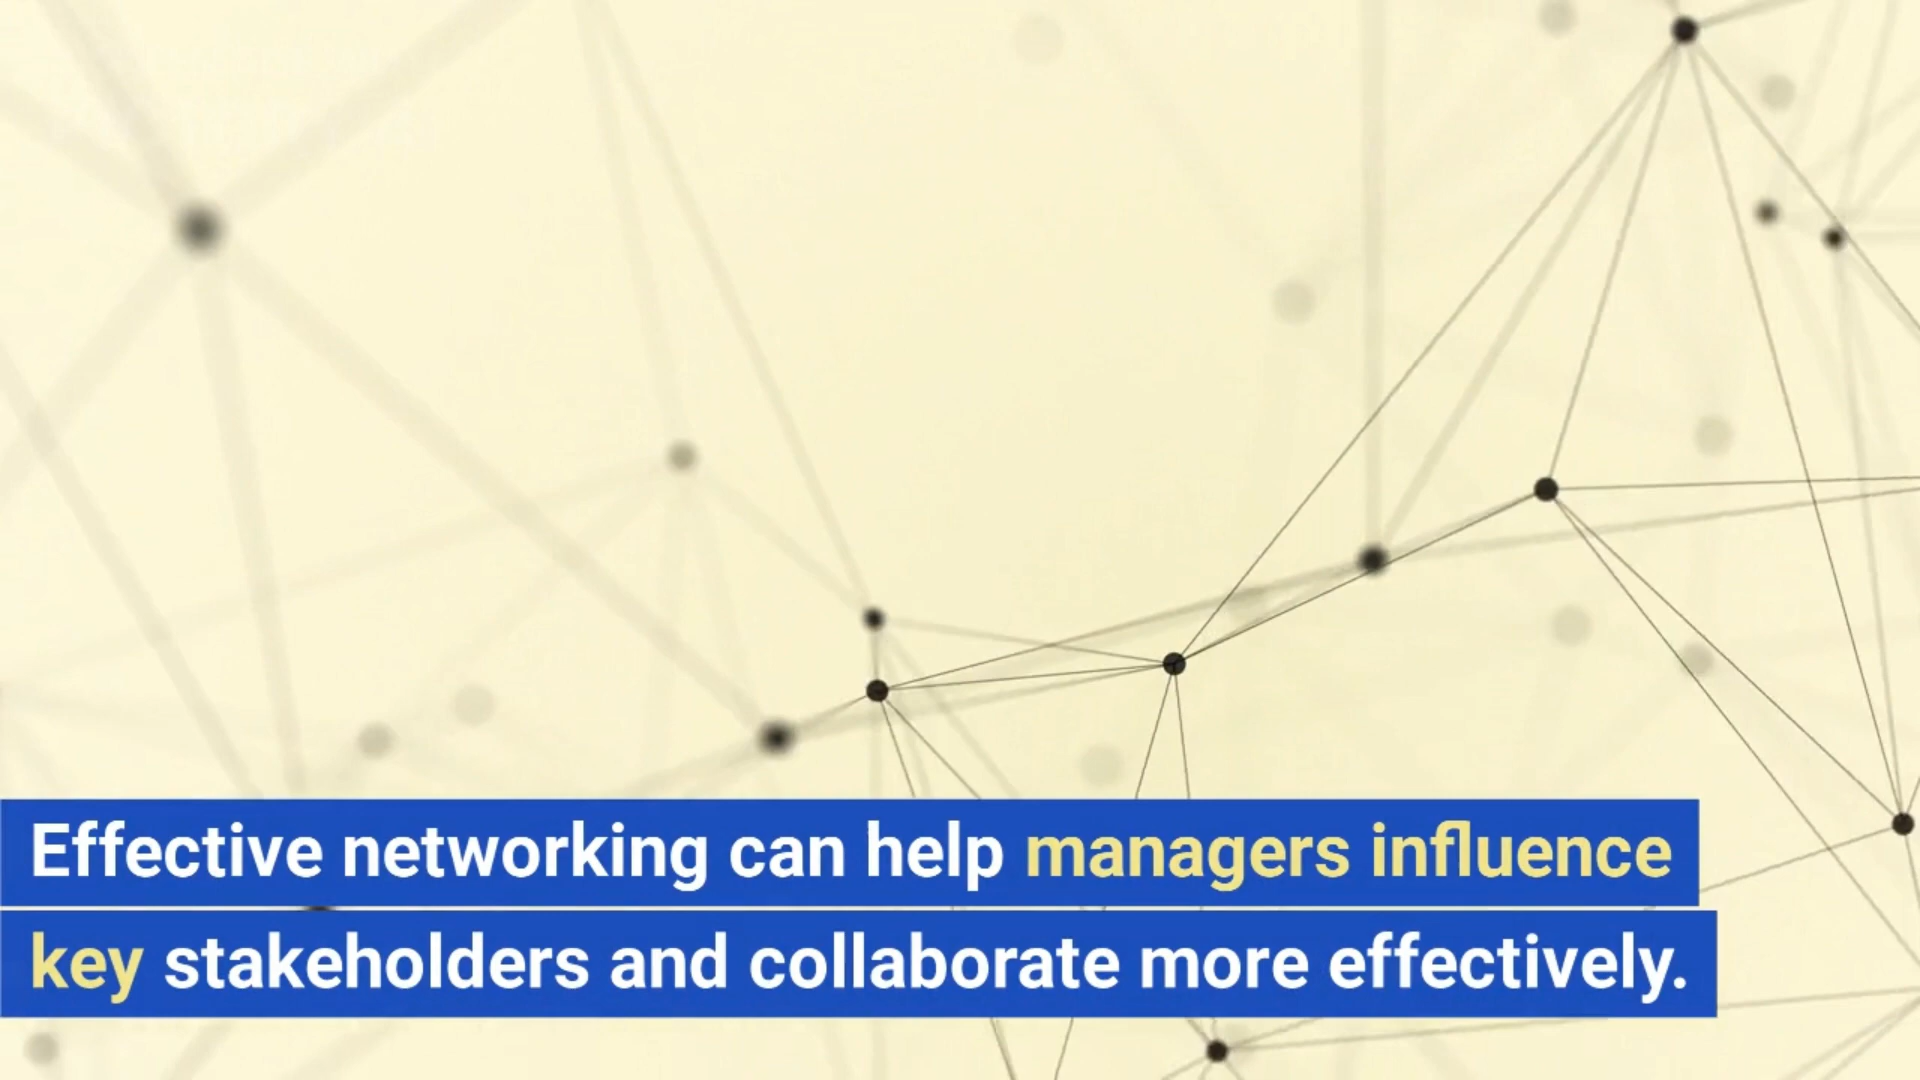 Effective networking can help managers influence
key stakeholders and collaborate more effectively.